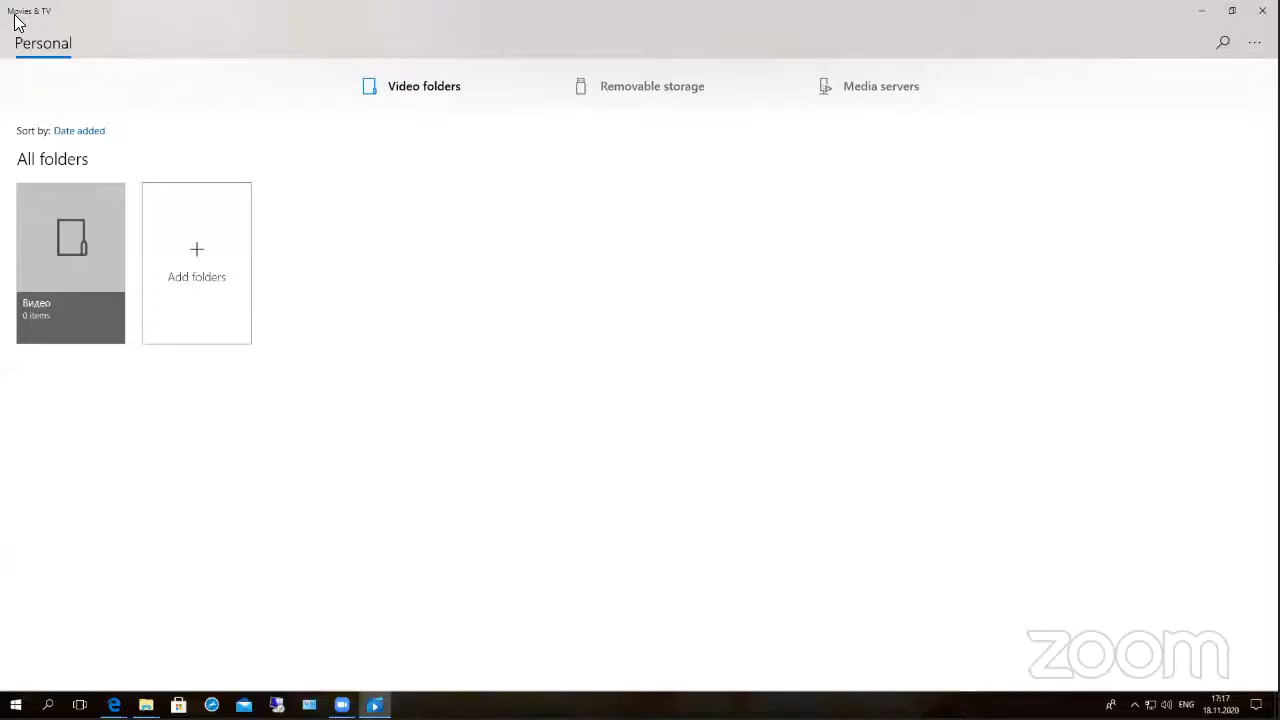 Movies & TV
Personal
Video folders
Removable storage
Media servers
Sort by: Date added
All folders
Видео
0 items
Add folders
zoom
ENG
17:17
18.11.2020